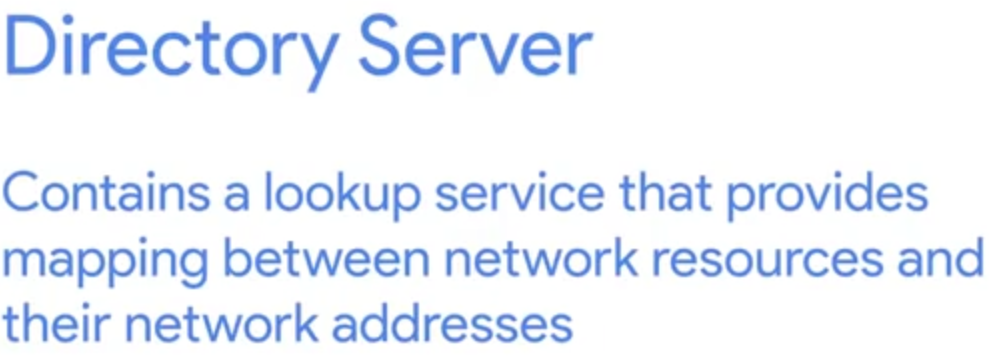 Directory Server
Contains a lookup service that provides
mapping between network resources and
their network addresses